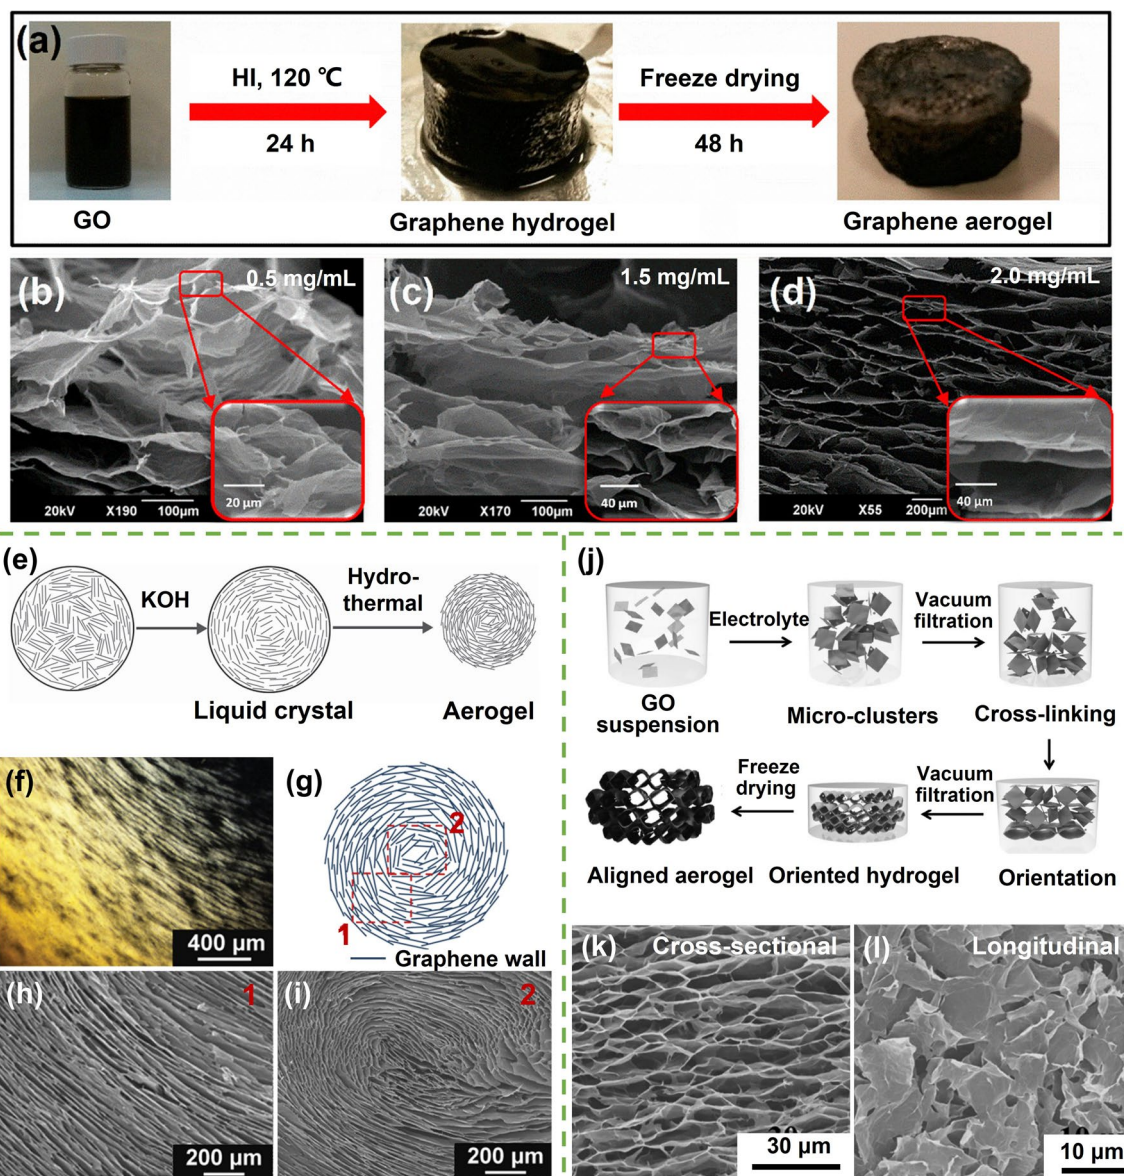 (a)
HI, 120 ℃
24 h
Freeze drying
48 h
GO
Graphene hydrogel
Graphene aerogel
(b)
0.5 mg/mL
20 μm
20kV X190 100μm
(c)
1.5 mg/mL
40 μm
20kV X170 100μm
(d)
2.0 mg/mL
40 μm
20kV X55 200μm
(e)
KOH
Hydro-
thermal
Liquid crystal
Aerogel
(f)
400 μm
(g)
2
1
Graphene wall
(h)
1
200 μm
(i)
2
200 μm
(j)
Electrolyte
Vacuum
filtration
GO
suspension
Micro-clusters
Cross-linking
Freeze
drying
Vacuum
filtration
Aligned aerogel
Oriented hydrogel
Orientation
(k)
Cross-sectional
30 μm
(l)
Longitudinal
10 μm